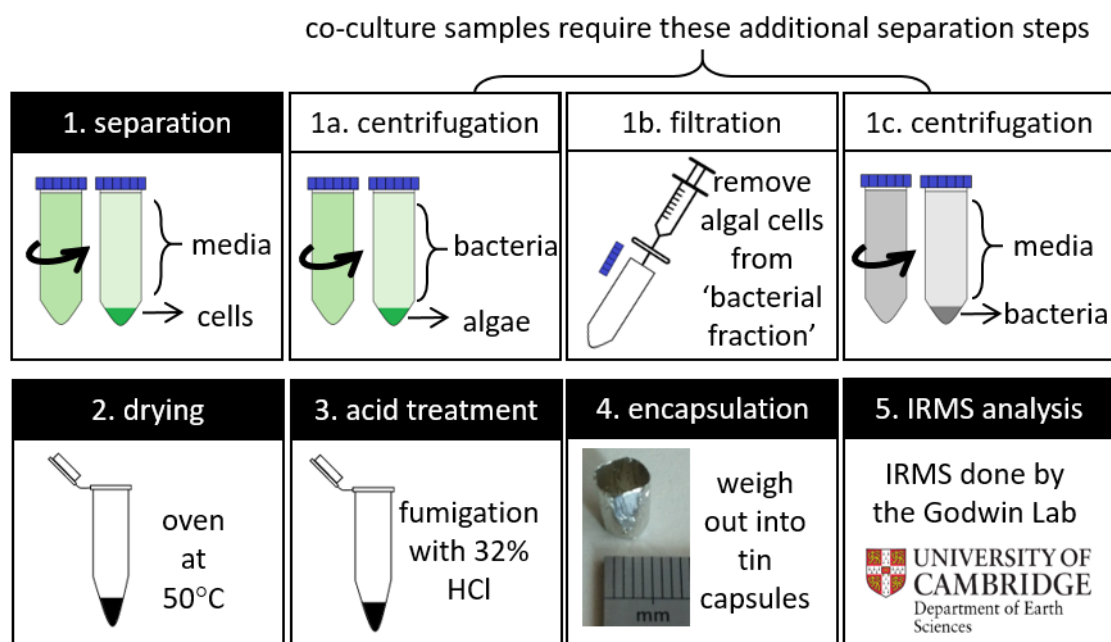 co-culture samples require these additional separation steps
1. separation
media
cells
1a. centrifugation
bacteria
algae
1b. filtration
remove
algal cells
from
‘bacterial
fraction’
1c. centrifugation
media
bacteria
2. drying
oven
at
50°C
3. acid treatment
fumigation
with 32%
HCl
4. encapsulation
mm
weigh
out into
tin
capsules
5. IRMS analysis
IRMS done by
the Godwin Lab
UNIVERSITY OF
CAMBRIDGE
Department of Earth
Sciences